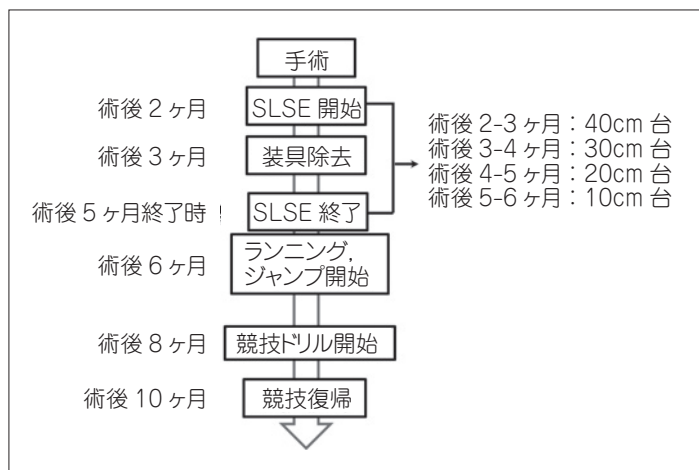 手術
術後 2 ヶ月
SLSE 開始
術後 3 ヶ月
装具除去
術後 5 ヶ月終了時
SLSE 終了
術後 2-3 ヶ月：40cm 台
術後 3-4 ヶ月：30cm 台
術後 4-5 ヶ月：20cm 台
術後 5-6 ヶ月：10cm 台
術後 6 ヶ月
ランニング,
ジャンプ開始
術後 8 ヶ月
競技ドリル開始
術後 10 ヶ月
競技復帰